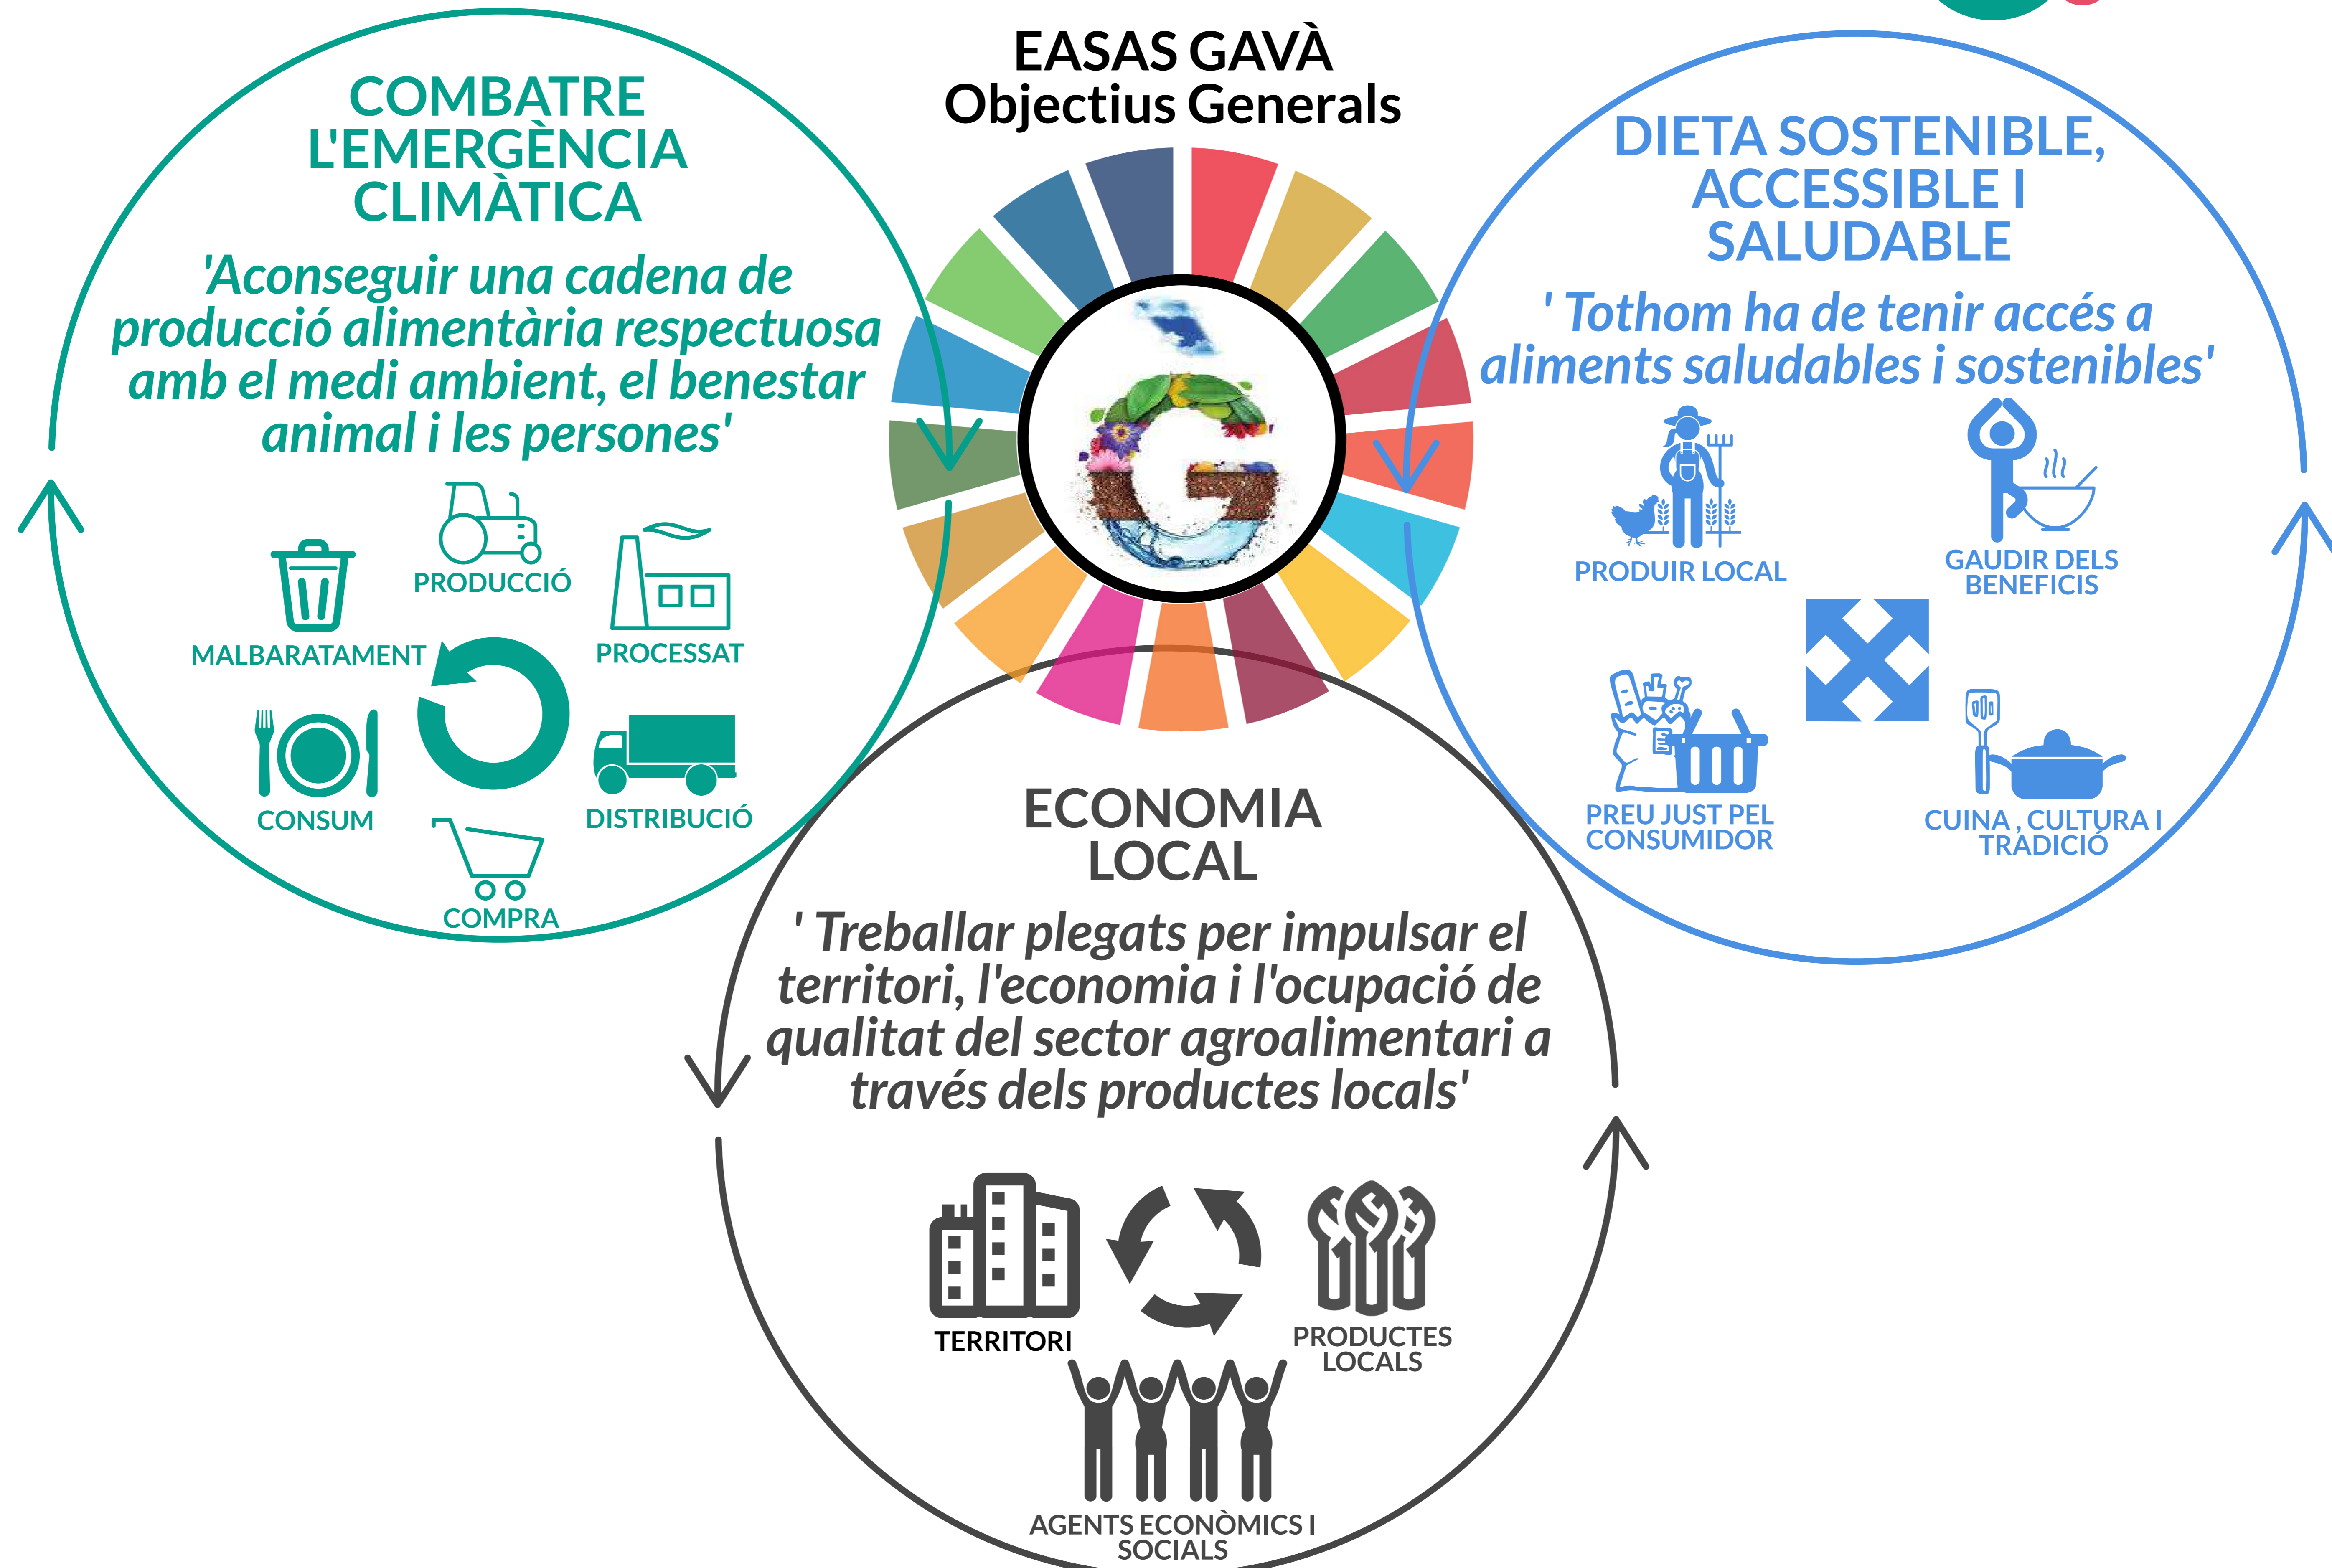 EASAS GAVÀ
Objectius Generals
COMBATRE
L'EMERGÈNCIA
CLIMÀTICA
'Aconseguir una cadena de
producció alimentària respectuosa
amb el medi ambient, el benestar
animal i les persones'
PRODUCCIÓ
MALBARATAMENT
PROCESSAT
CONSUM
DISTRIBUCIÓ
COMPRA
DIETA SOSTENIBLE,
ACCESSIBLE I
SALUDABLE
' Tothom ha de tenir accés a
aliments saludables i sostenibles'
PRODUIR LOCAL
GAUDIR DELS
BENEFICIS
PREU JUST PEL
CONSUMIDOR
CUINA , CULTURA I
TRADICIÓ
G
ECONOMIA
LOCAL
' Treballar plegats per impulsar el
territori, l'economia i l'ocupació de
qualitat del sector agroalimentari a
través dels productes locals'
TERRITORI
PRODUCTES
LOCALS
AGENTS ECONÒMICS I
SOCIALS